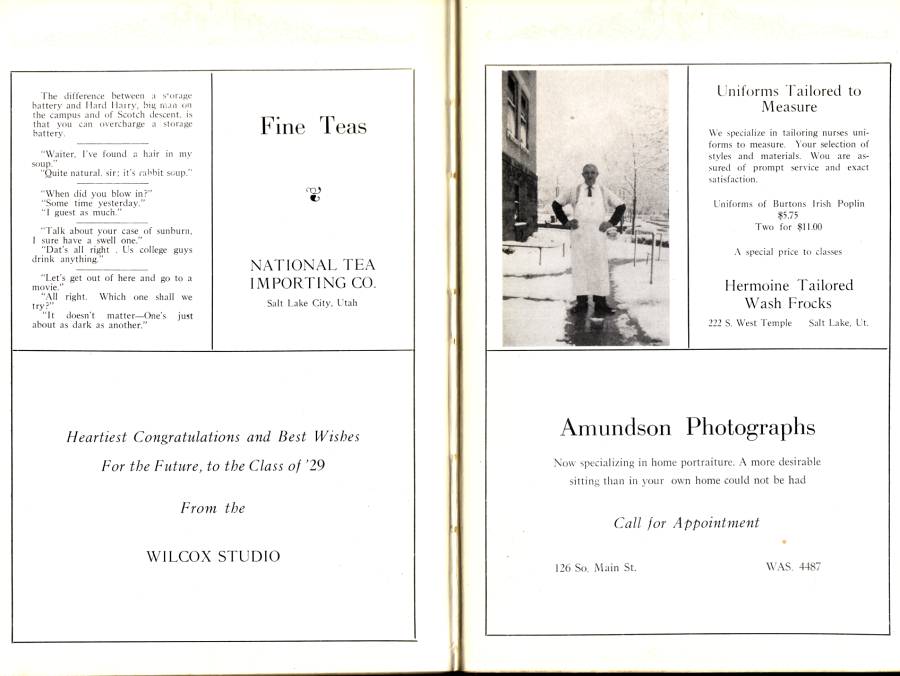 The difference between a storage
battery and Hard Harry, big man on
the campus and of Scotch descent, is
that you can overcharge a storage
battery.
"Waiter, I've found a hair in my
soup."
"Quite natural, sir; it's rabbit soup."
"When did you blow in?"
"Some time yesterday."
"I guest as much."
"Talk about your case of sunburn,
I sure have a swell one."
"Dat's all right . Us college guys
drink anything."
"Let's get out of here and go to a
movie."
"All right. Which one shall we
try?"
"It doesn't matter—One's just
about as dark as another."
Fine Teas
NATIONAL TEA
IMPORTING CO.
Salt Lake City, Utah
Heartiest Congratulations and Best Wishes
For the Future, to the Class of '29
From the
WILCOX STUDIO
Uniforms Tailored to
Measure
We specialize in tailoring nurses uni-
forms to measure. Your selection of
styles and materials. Wou are as-
sured of prompt service and exact
satisfaction.
Uniforms of Burtons Irish Poplin
$5.75
Two for $11.00
A special price to classes
Hermoine Tailored
Wash Frocks
222 S. West Temple Salt Lake, Ut.
Amundson Photographs
Now specializing in home portraiture. A more desirable
sitting than in your own home could not be had
Call for Appointment
126 So. Main St. WAS. 4487